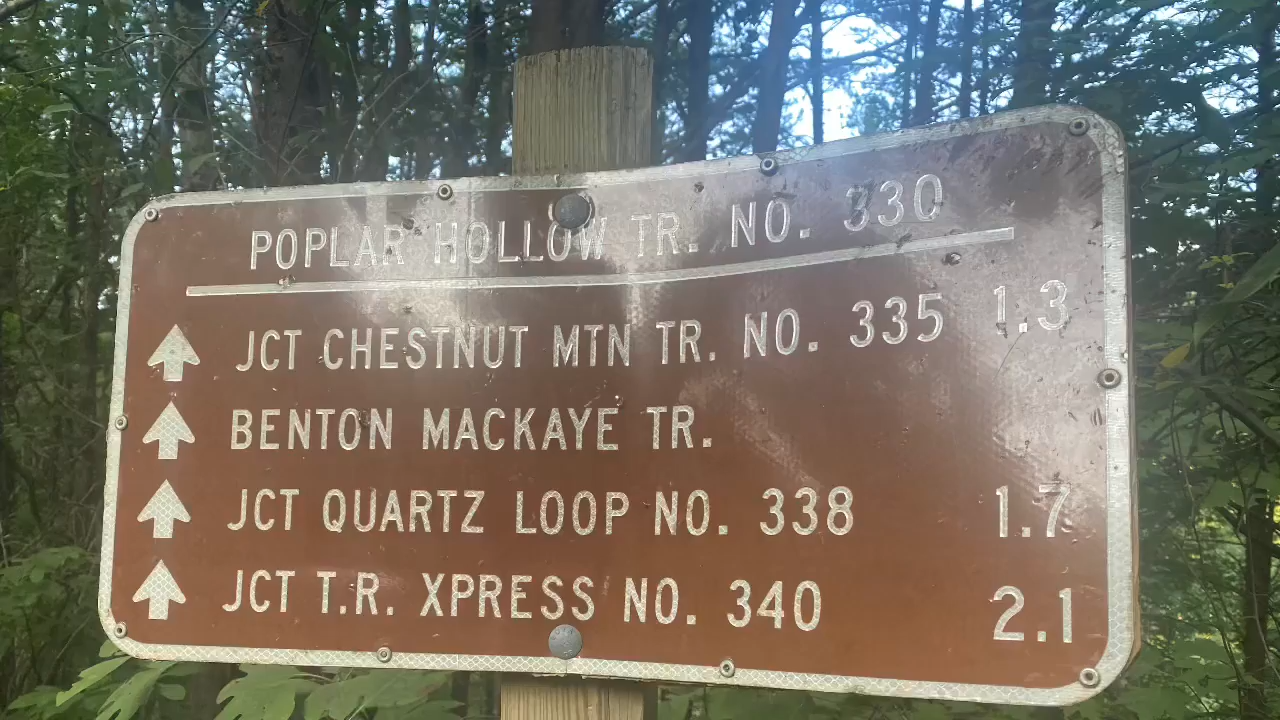 POPLAR HOLLOW TR. NO. 330
JCT CHESTNUT MTN TR. NO. 335 1.3
BENTON MACKAYE TR.
JCT QUARTZ LOOP NO. 338 1.7
JCT T.R. XPRESS NO. 340 2.1